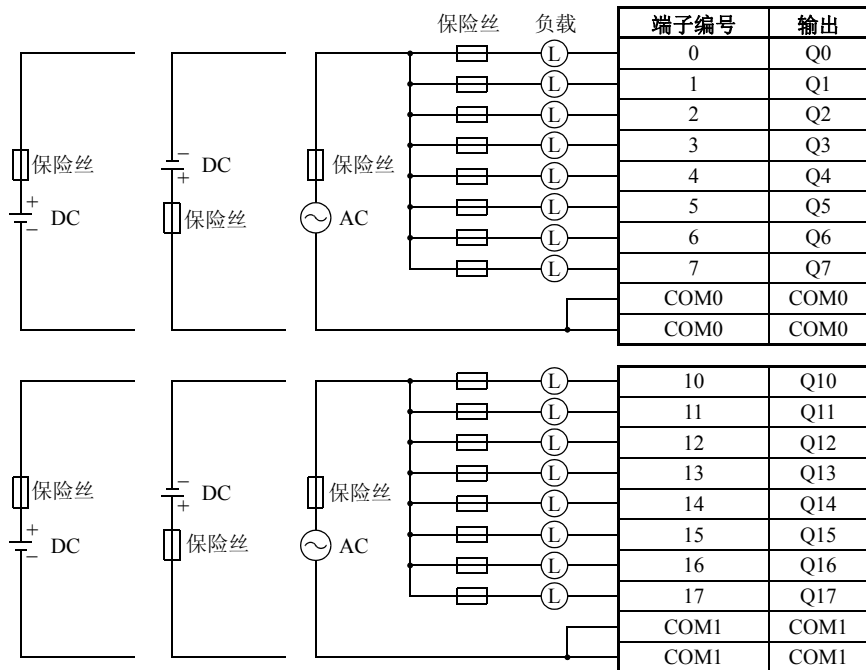 保险丝 负载 端子编号 输出
L 0 Q0
L 1 Q1
L 2 Q2
L 3 Q3
L 4 Q4
L 5 Q5
L 6 Q6
L 7 Q7
COM0 COM0
COM0 COM0
保险丝
+
−
DC
−
+
DC
保险丝
保险丝
AC
L 10 Q10
L 11 Q11
L 12 Q12
L 13 Q13
L 14 Q14
L 15 Q15
L 16 Q16
L 17 Q17
COM1 COM1
COM1 COM1
保险丝
+
−
DC
−
+
DC
保险丝
保险丝
AC